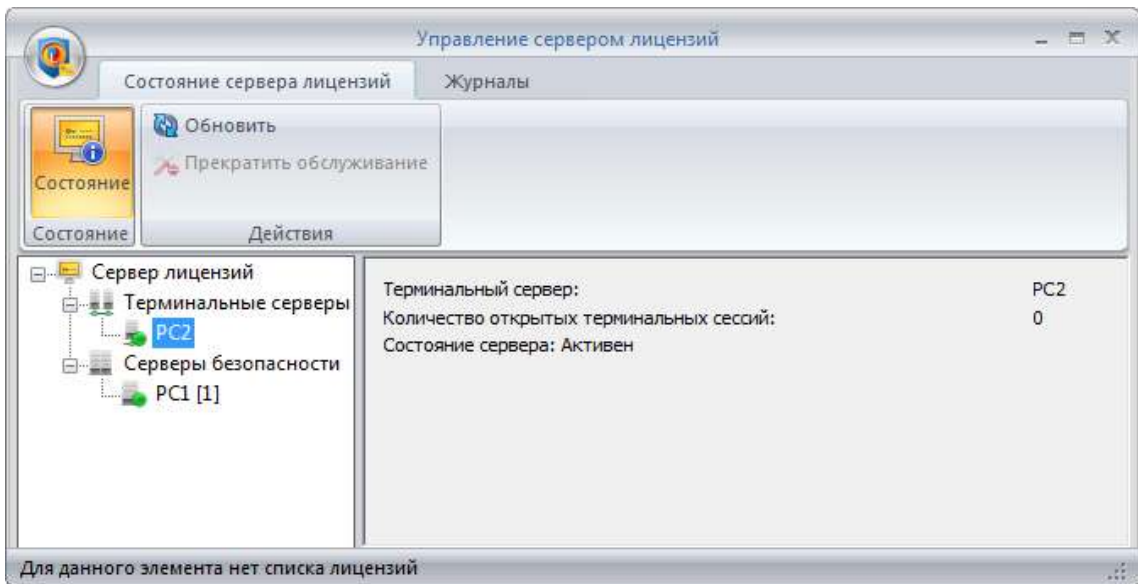 Управление сервером лицензий
Состояние сервера лицензий
Журналы
Состояние
Обновить
Прекратить обслуживание
Состояние
Действия
Сервер лицензий
Терминальные серверы
PC2
Серверы безопасности
PC1 [1]
Терминальный сервер: PC2
Количество открытых терминальных сессий: 0
Состояние сервера: Активен
Для данного элемента нет списка лицензий